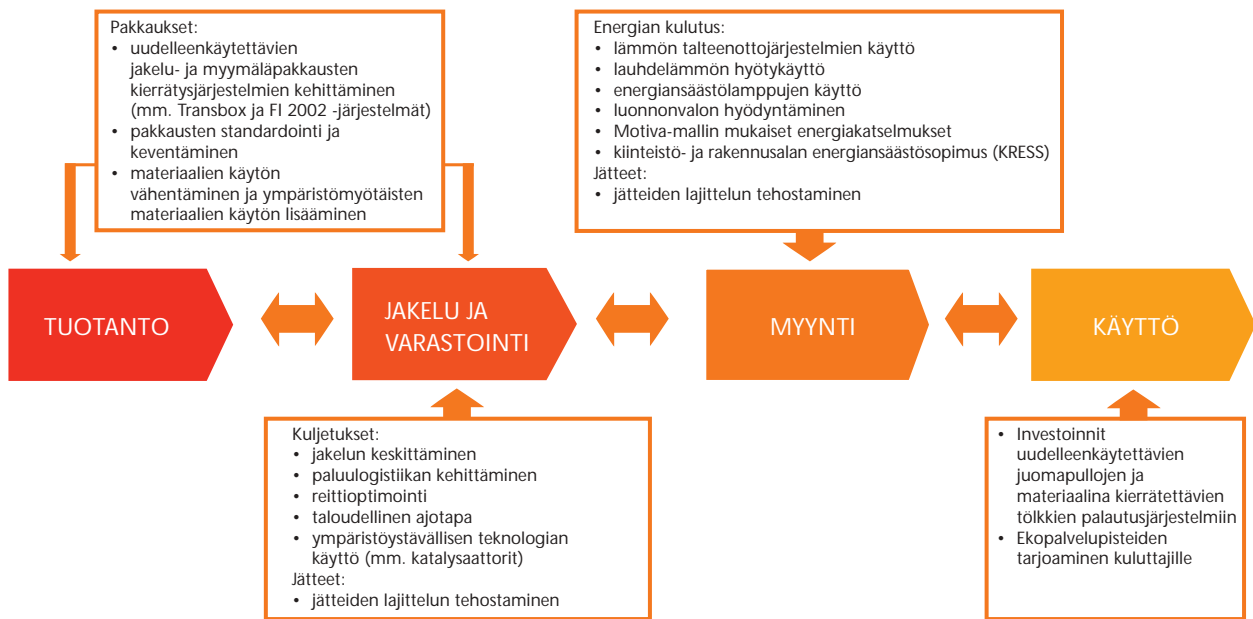 Pakkaukset:
• uudelleenkäytettävien
jakelu- ja myymäläpakkausten
kierrätysjärjestelmien kehittäminen
(mm. Transbox ja FI 2002 -järjestelmät)
• pakkausten standardointi ja
keventäminen
• materiaalien käytön
vähentäminen ja ympäristömyötäisten
materiaalien käytön lisääminen
Energian kulutus:
• lämmön talteenottojärjestelmien käyttö
• lauhdelämmön hyötykäyttö
• energiansäästölamppujen käyttö
• luonnonvalon hyödyntäminen
• Motiva-mallin mukaiset energiakatselmukset
• kiinteistö- ja rakennusalan energiansäästösopimus (KRESS)
Jätteet:
• jätteiden lajittelun tehostaminen
TUOTANTO
JAKELU JA
VARASTOINTI
MYYNTI
KÄYTTÖ
Kuljetukset:
• jakelun keskittäminen
• paluulogistiikan kehittäminen
• reittioptimointi
• taloudellinen ajotapa
• ympäristöystävällisen teknologian
käyttö (mm. katalysaattorit)
Jätteet:
• jätteiden lajittelun tehostaminen
• Investoinnit
uudelleenkäytettävien
juomapullojen ja
materiaalina kierrätettävien
tölkkien palautusjärjestelmiin
• Ekopalvelupisteiden
tarjoaminen kuluttajille